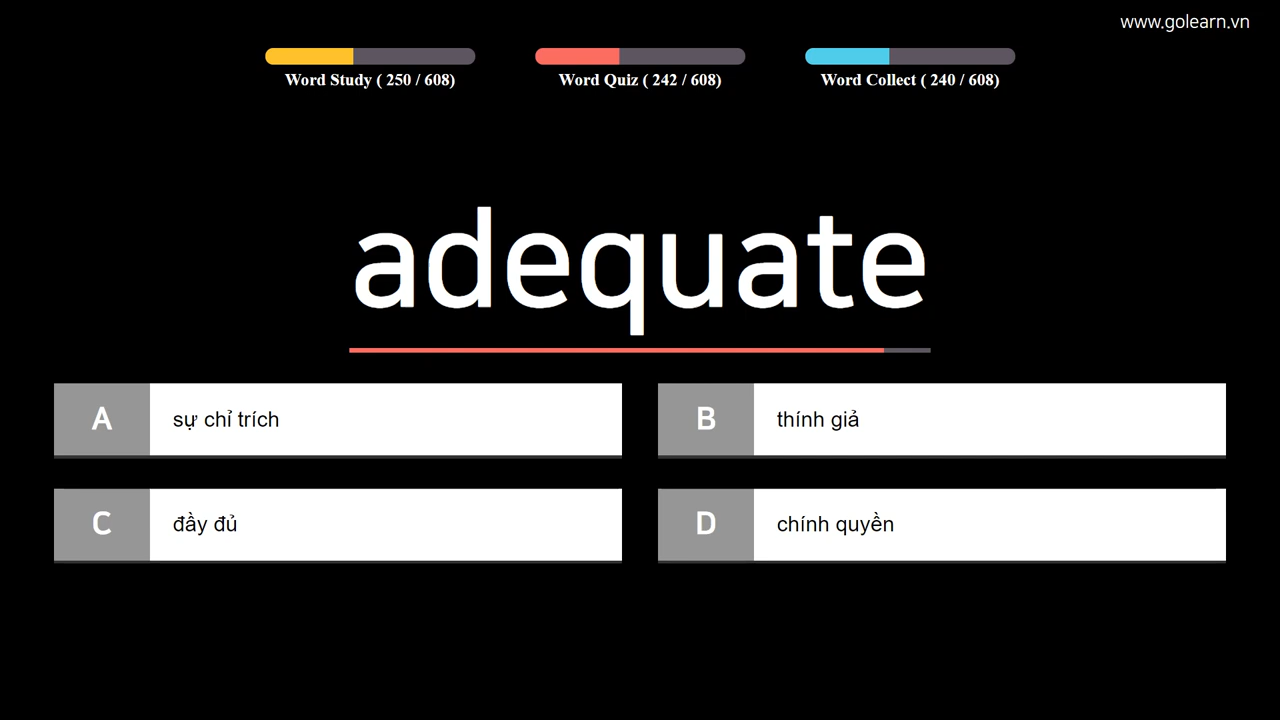 www.golearn.vn
Word Study ( 250 / 608)
Word Quiz ( 242 / 608)
Word Collect ( 240 / 608)
adequate
A sự chỉ trích
B thính giả
C đầy đủ
D chính quyền